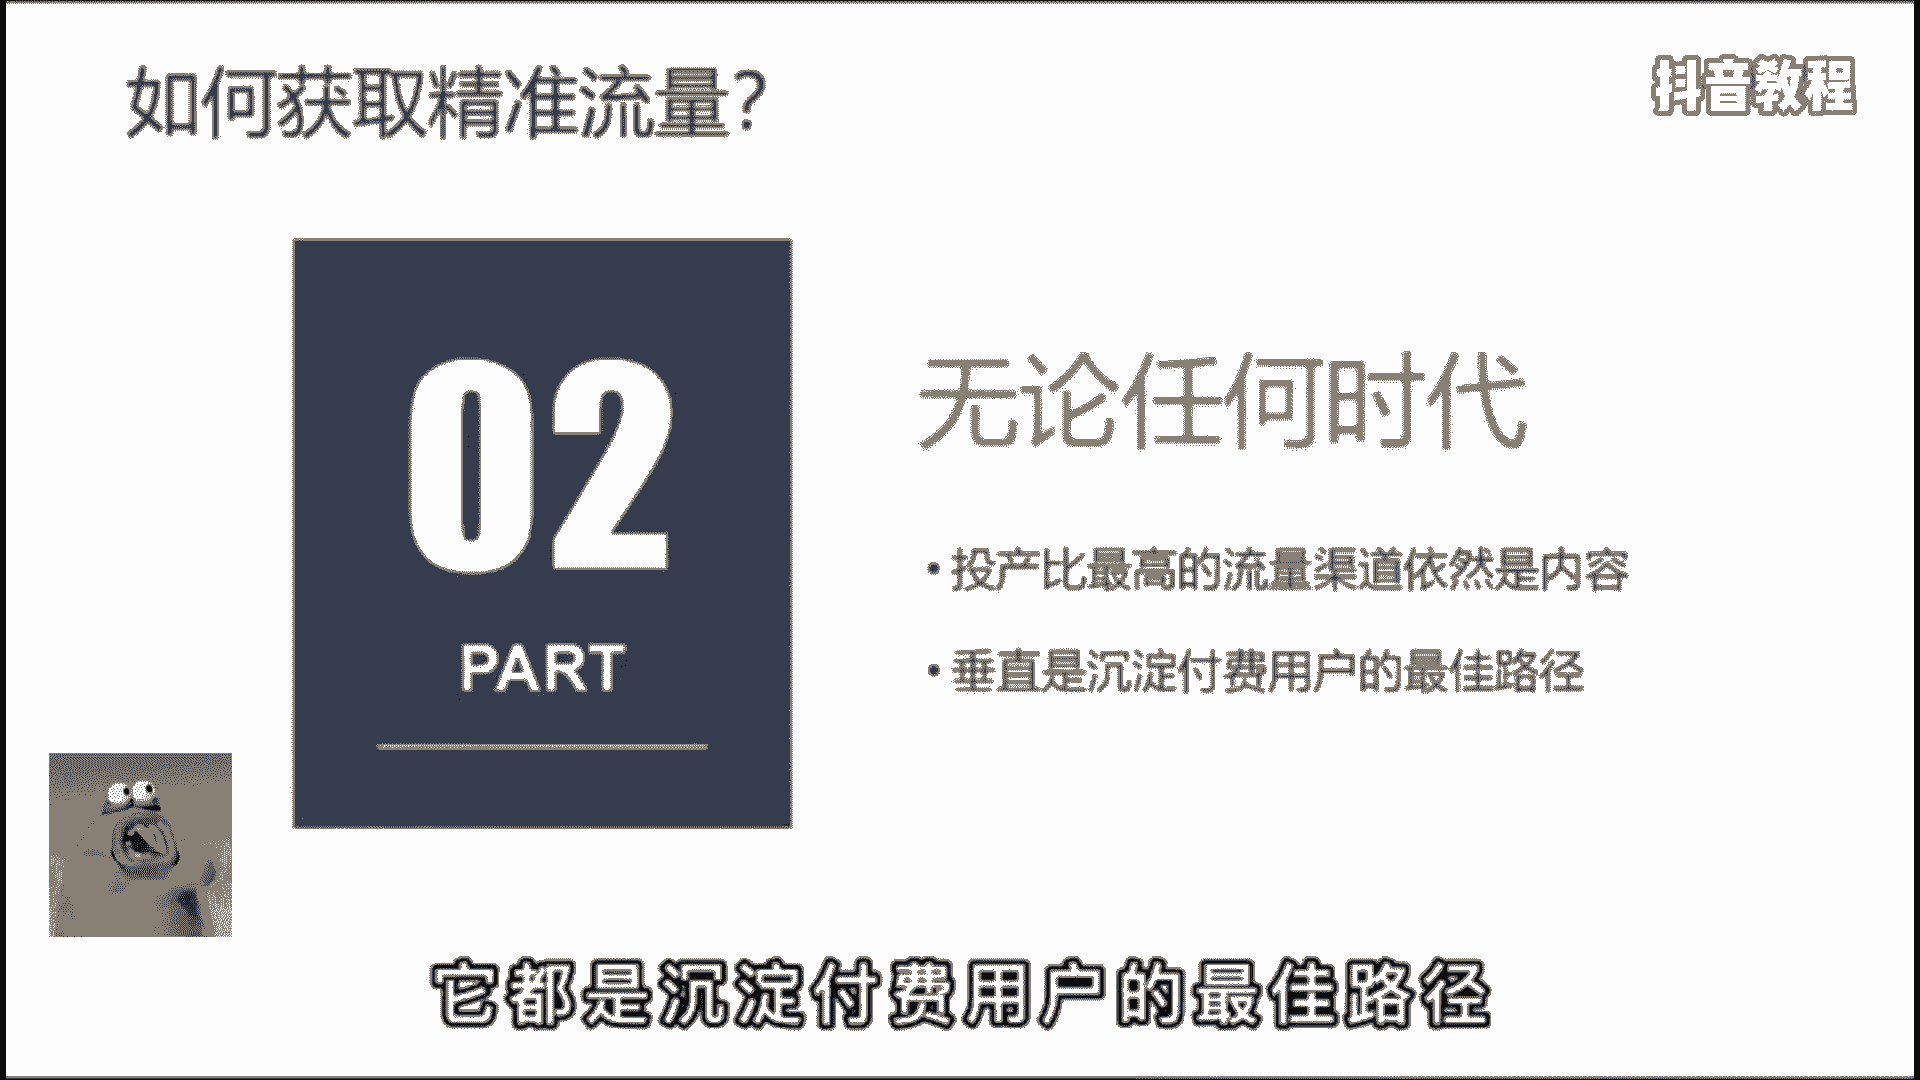 如何获取精准流量？
抖音教程
02
PART
无论任何时代
•投产比最高的流量渠道依然是内容
•垂直是沉淀付费用户的最佳路径
它都是沉淀付费用户的最佳路径